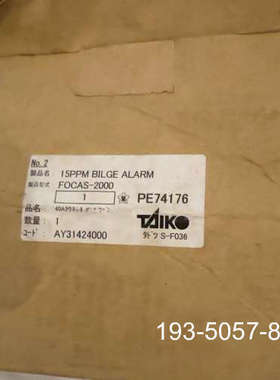 No.2
製品名 15PPM BILGE ALARM
製品型式 FOCAS-2000
1 PE74176
品名
数量: 1 TAIKO
コード: AY31424000 S-F036
193-5057-8